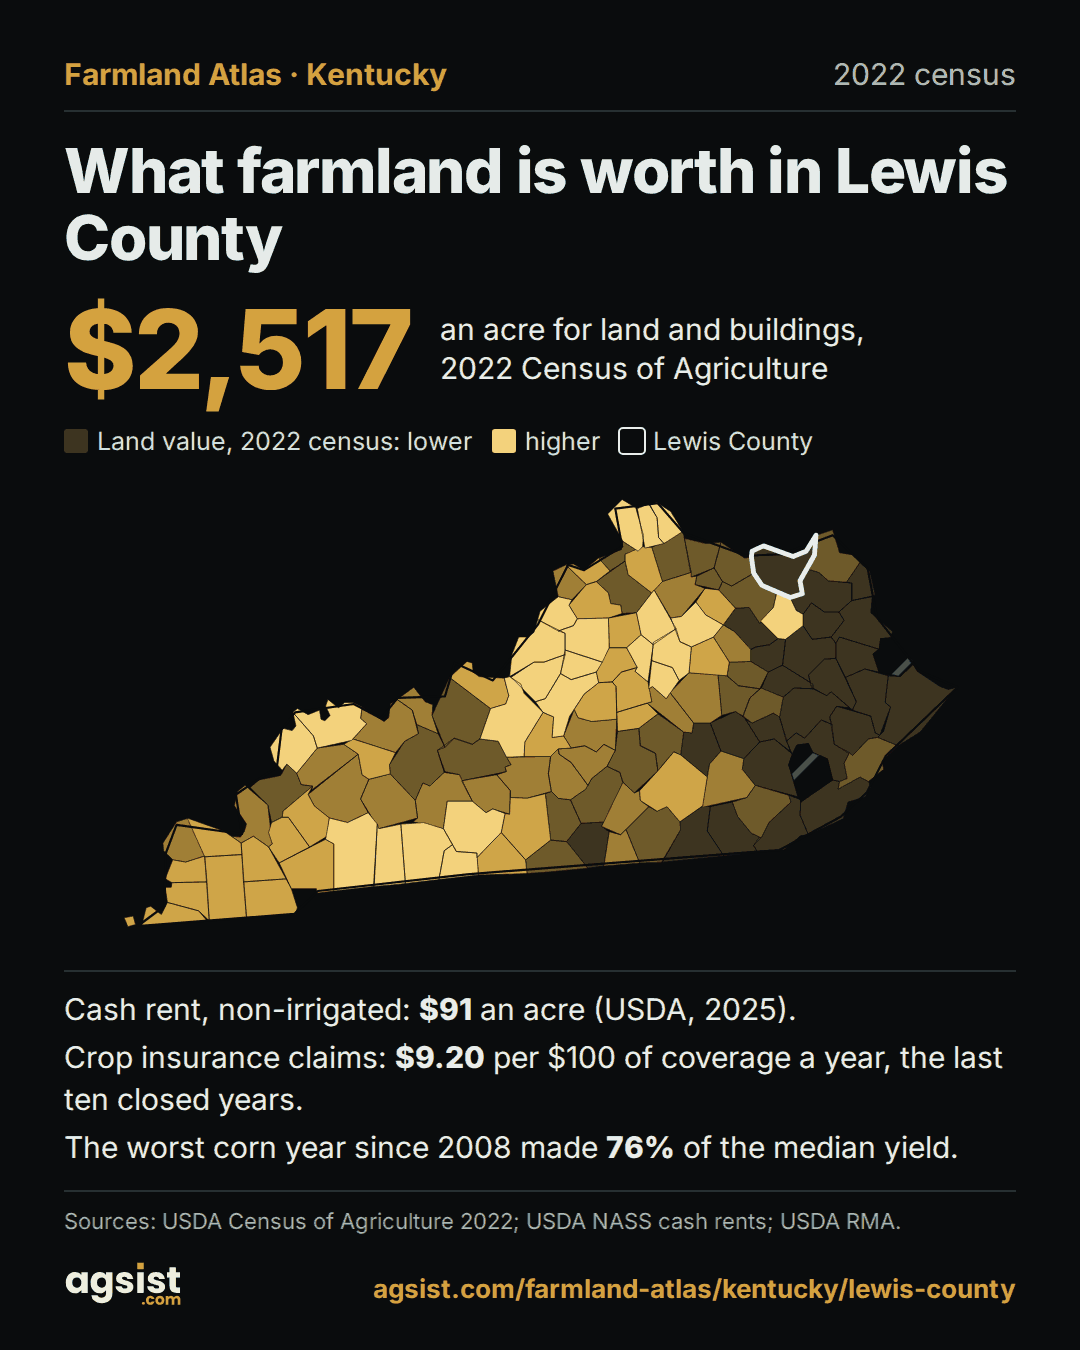 Farmland Atlas · Kentucky
2022 census
What farmland is worth in Lewis
County
$2,517
an acre for land and buildings,
2022 Census of Agriculture
Land value, 2022 census: lower
higher
Lewis County
Cash rent, non-irrigated: $91 an acre (USDA, 2025).
Crop insurance claims: $9.20 per $100 of coverage a year, the last
ten closed years.
The worst corn year since 2008 made 76% of the median yield.
Sources: USDA Census of Agriculture 2022; USDA NASS cash rents; USDA RMA.
agsist
.com
agsist.com/farmland-atlas/kentucky/lewis-county